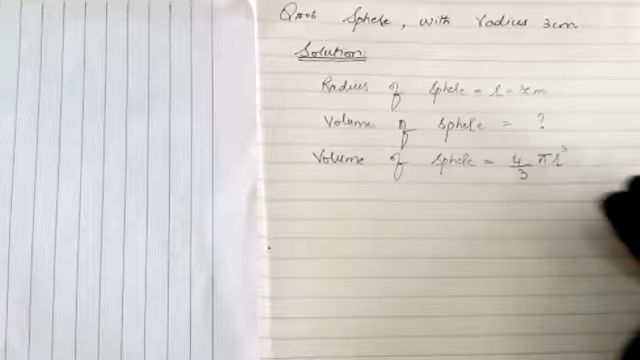 Q no 6 Sphere, with radius 3cm
Solution
Radius of sphere = r = 3cm
Volume of sphere = ?
Volume of sphere = 4/3 πr³